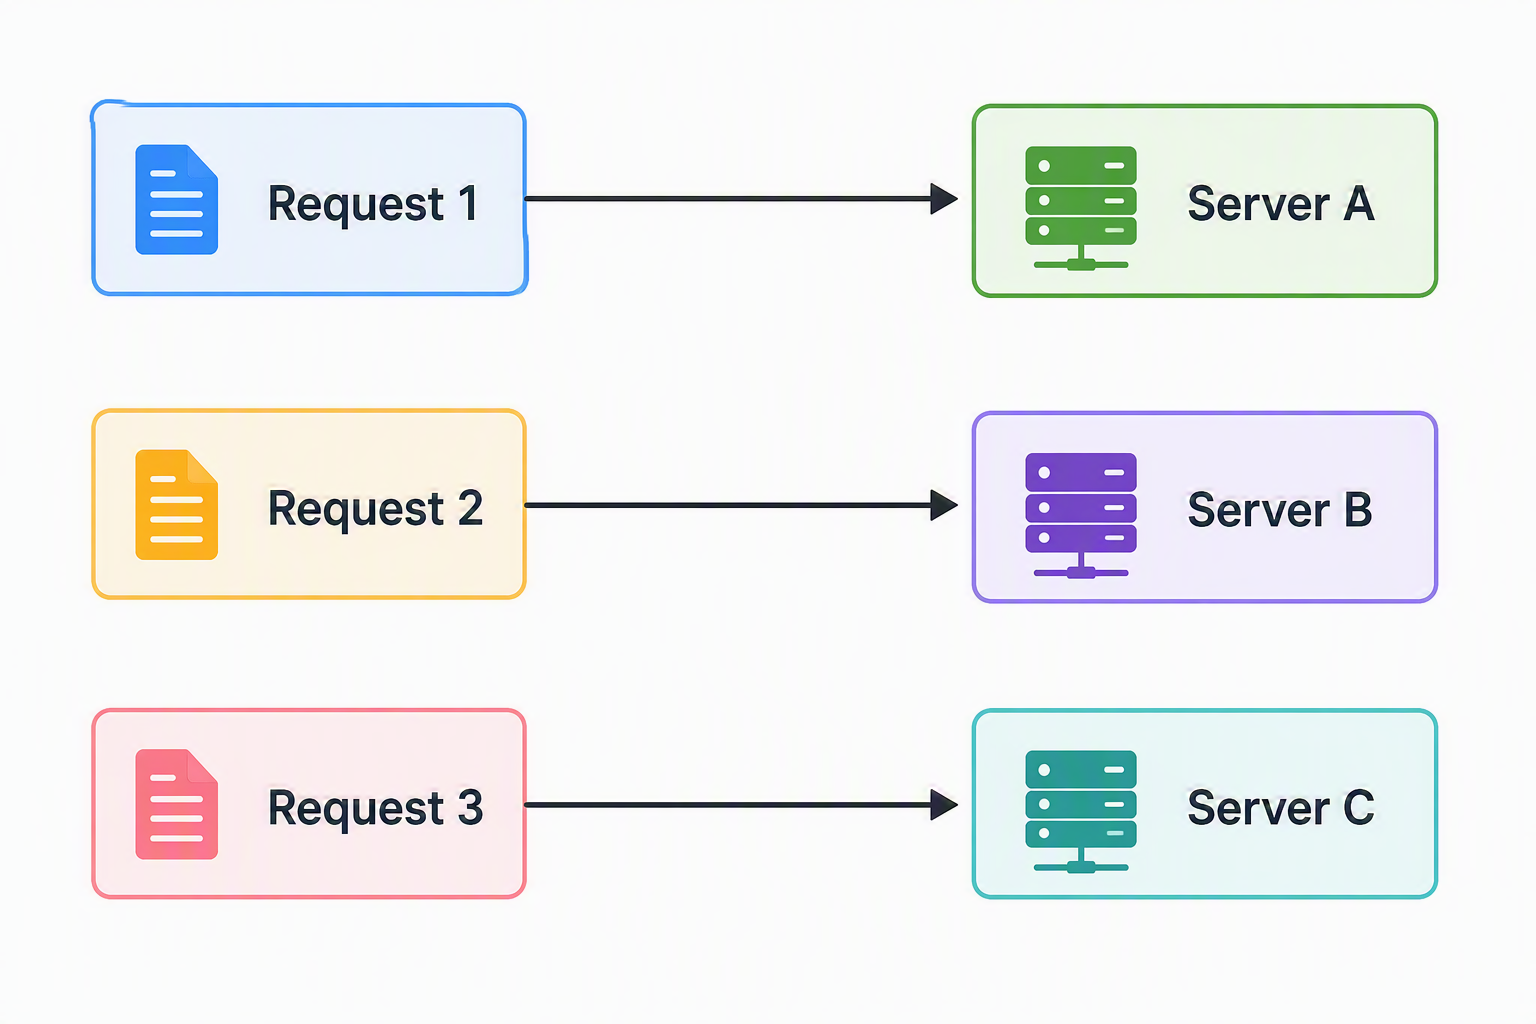 Request 1
Server A
Request 2
Server B
Request 3
Server C